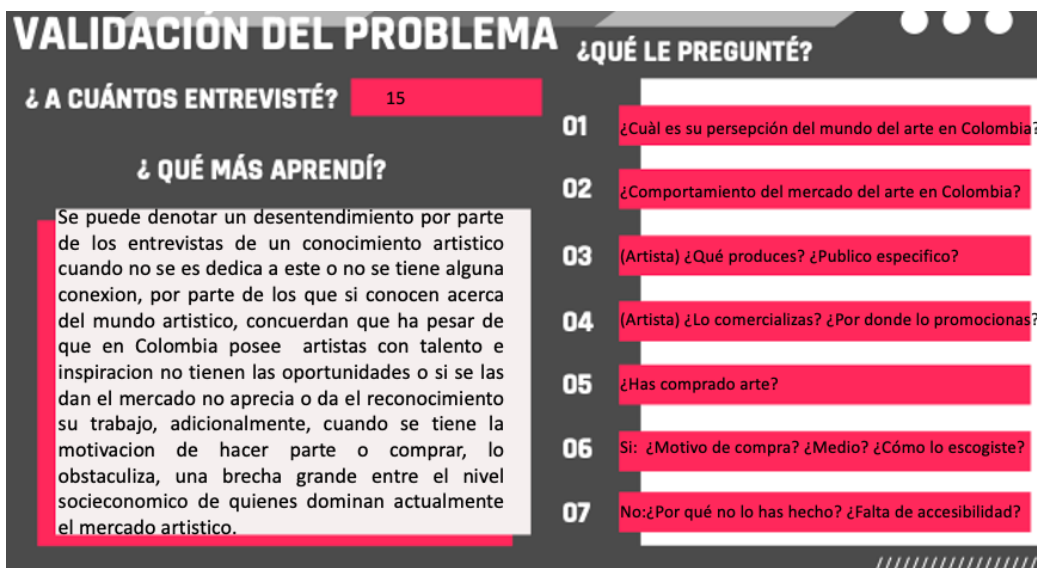 VALIDACIÓN DEL PROBLEMA
¿ A CUÁNTOS ENTREVISTÉ?
15
¿ QUÉ MÁS APRENDÍ?
Se puede denotar un desentendimiento por parte
de los entrevistas de un conocimiento artistico
cuando no se es dedica a este o no se tiene alguna
conexion, por parte de los que si conocen acerca
del mundo artistico, concuerdan que ha pesar de
que en Colombia posee artistas con talento e
inspiracion no tienen las oportunidades o si se las
dan el mercado no aprecia o da el reconocimiento
su trabajo, adicionalmente, cuando se tiene la
motivacion de hacer parte o comprar, lo
obstaculiza, una brecha grande entre el nivel
socieconomico de quienes dominan actualmente
el mercado artistico.
¿QUÉ LE PREGUNTÉ?
01 ¿Cuàl es su persepción del mundo del arte en Colombia?
02 ¿Comportamiento del mercado del arte en Colombia?
03 (Artista) ¿Qué produces? ¿Publico especifico?
04 (Artista) ¿Lo comercializas? ¿Por donde lo promocionas?
05 ¿Has comprado arte?
06 Si: ¿Motivo de compra? ¿Medio? ¿Cómo lo escogiste?
07 No:¿Por qué no lo has hecho? ¿Falta de accesibilidad?